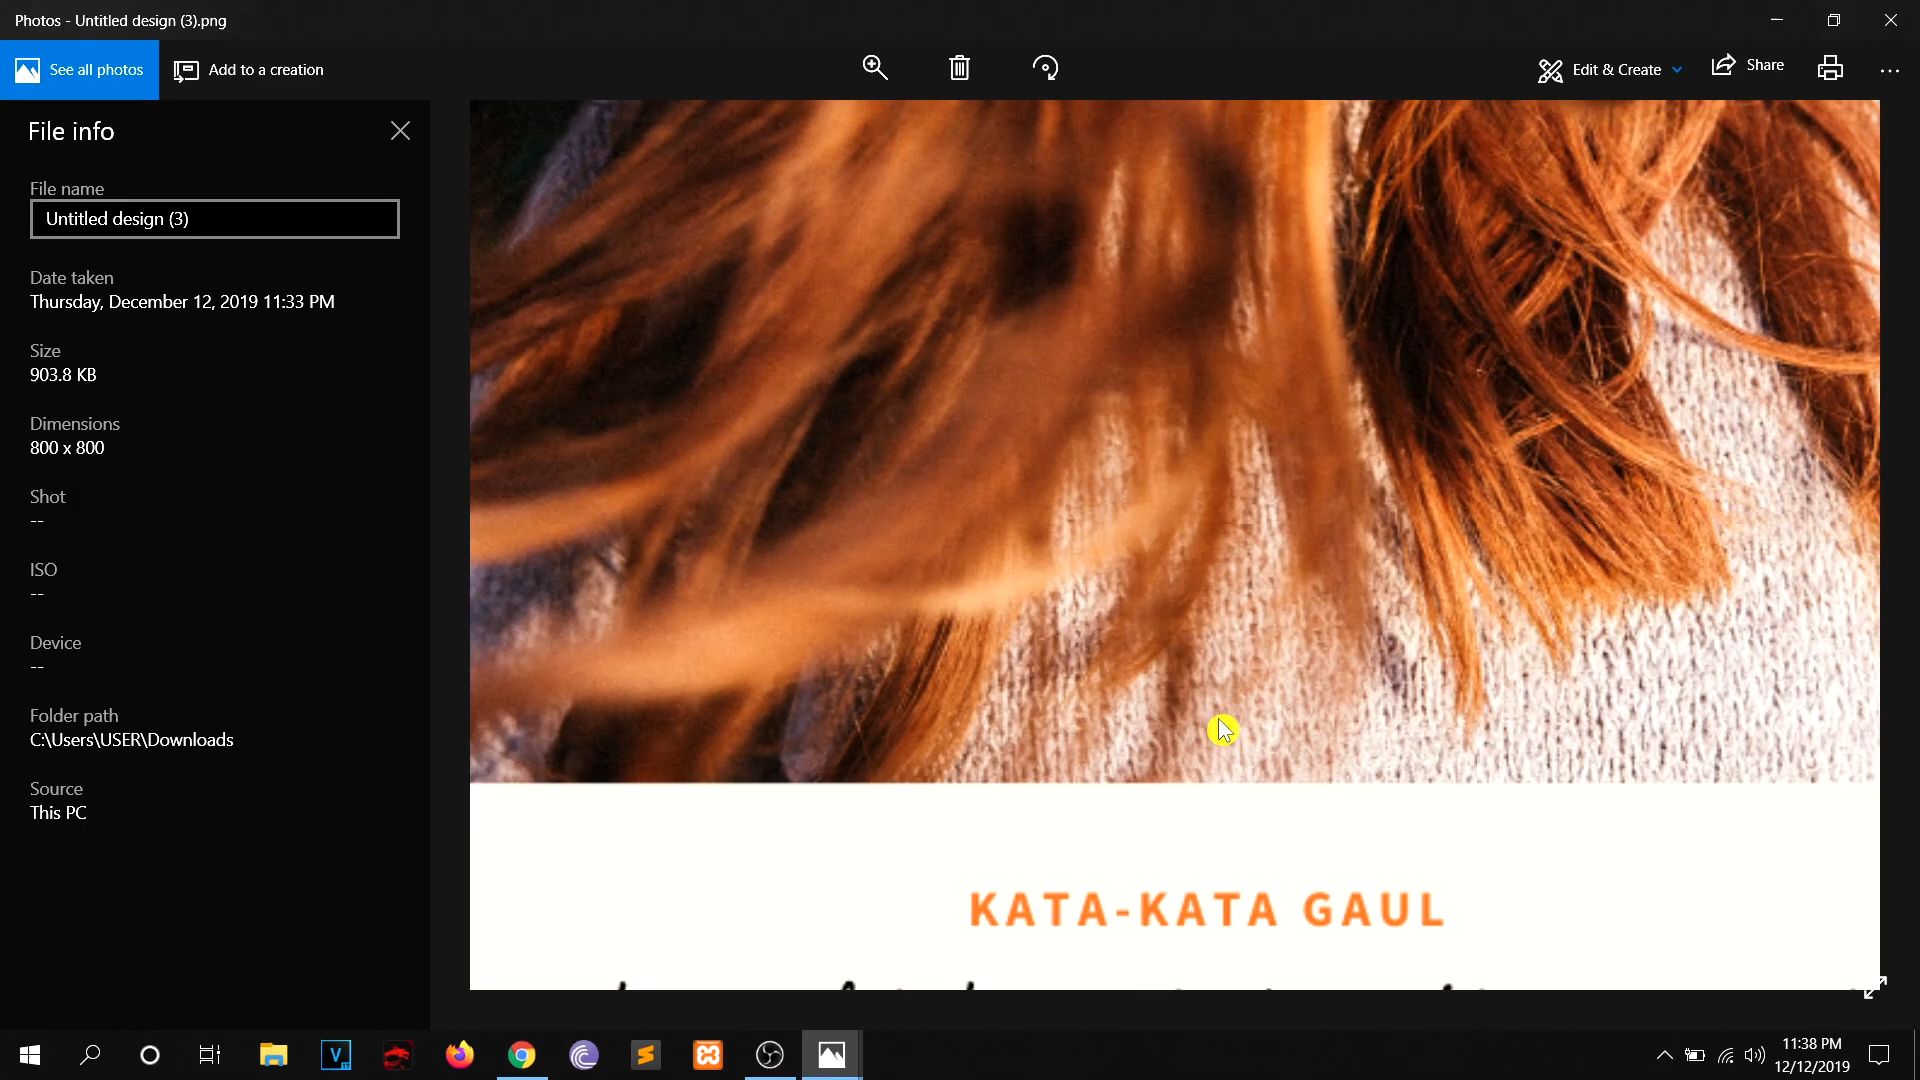 Photos - Untitled design (3).png
See all photos
Add to a creation
Edit & Create
Share
File info
File name
Untitled design (3)
Date taken
Thursday, December 12, 2019 11:33 PM
Size
903.8 KB
Dimensions
800 x 800
Shot
--
ISO
--
Device
--
Folder path
C:\Users\USER\Downloads
Source
This PC
KATA-KATA GAUL
11:38 PM
12/12/2019